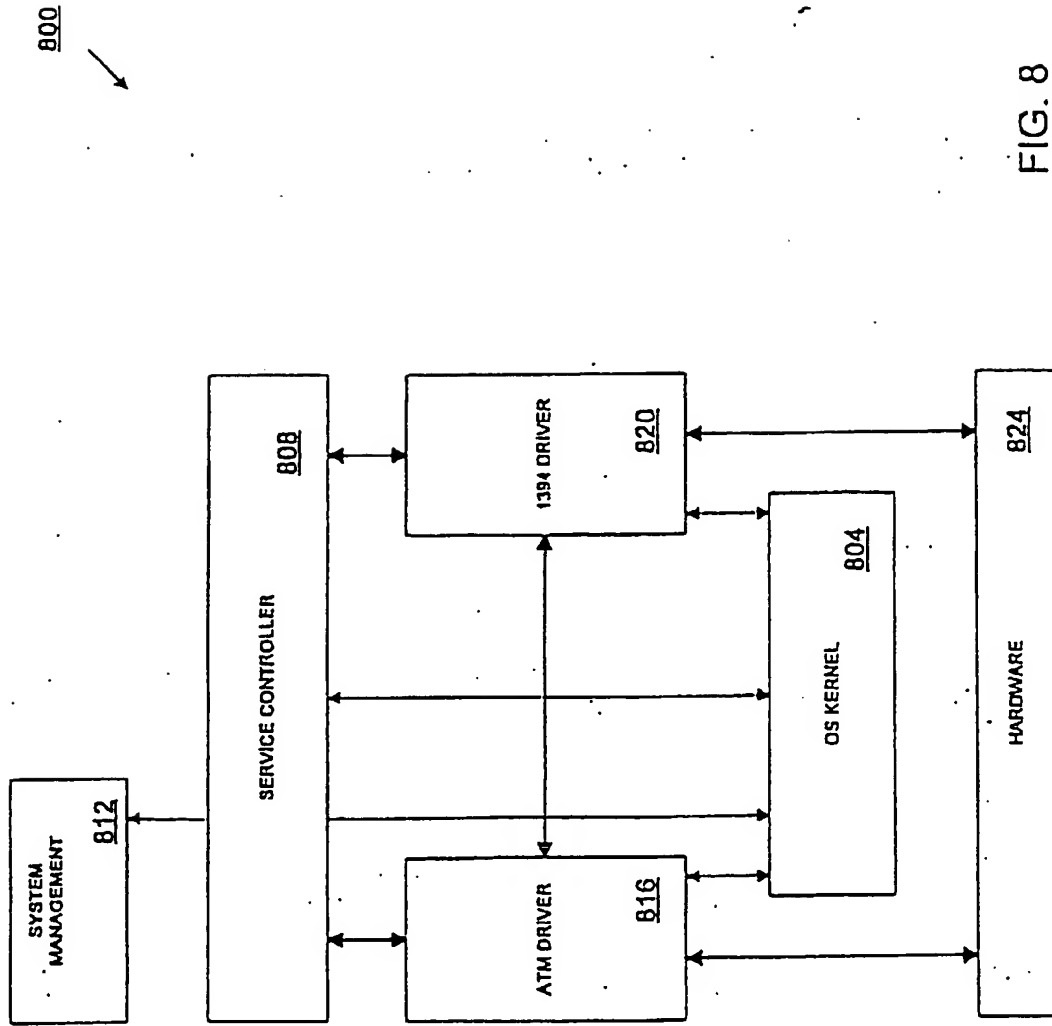 800
SYSTEM
MANAGEMENT
812
SERVICE CONTROLLER
808
ATM DRIVER
816
1394 DRIVER
820
OS KERNEL
804
HARDWARE
824
FIG. 8